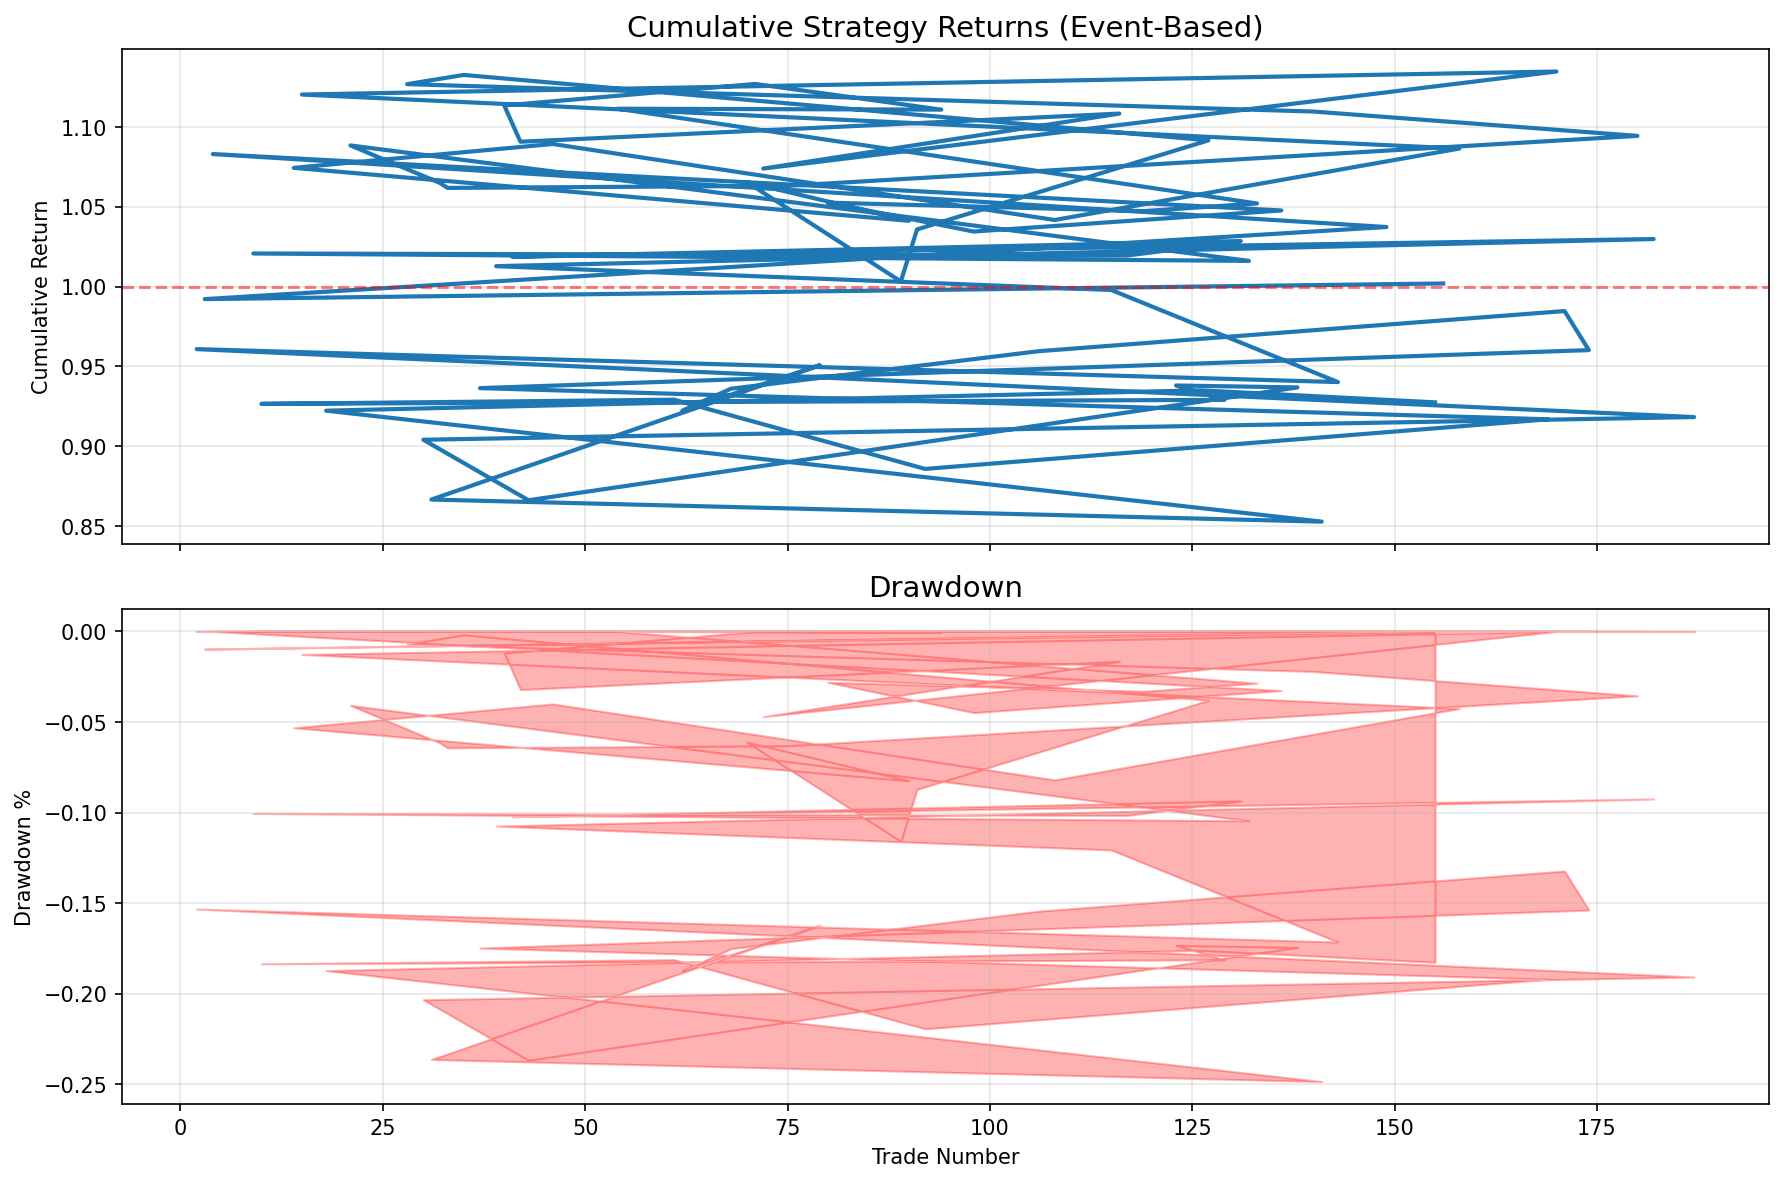 Cumulative Strategy Returns (Event-Based)
Cumulative Return
1.10
1.05
1.00
0.95
0.90
0.85
Drawdown
Drawdown %
0.00
−0.05
−0.10
−0.15
−0.20
−0.25
0 25 50 75 100 125 150 175
Trade Number